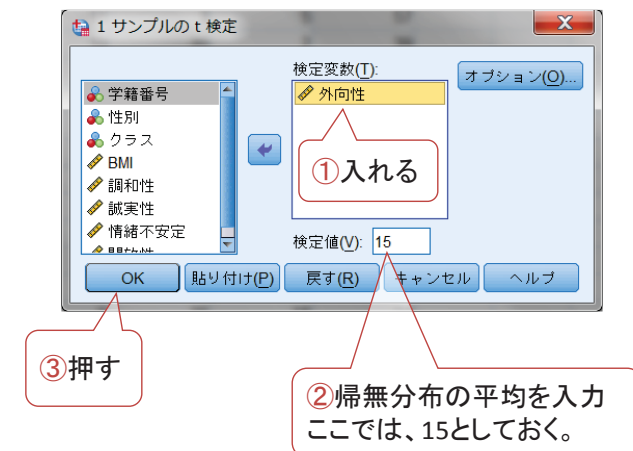 1 サンプルの t 検定
検定変数(T):
オプション(O)...
学籍番号
性別
クラス
BMI
調和性
誠実性
情緒不安定
外向性
①入れる
検定値(V): 15
OK
貼り付け(P)
戻す(R)
キャンセル
ヘルプ
③押す
②帰無分布の平均を入力
ここでは、15としておく。